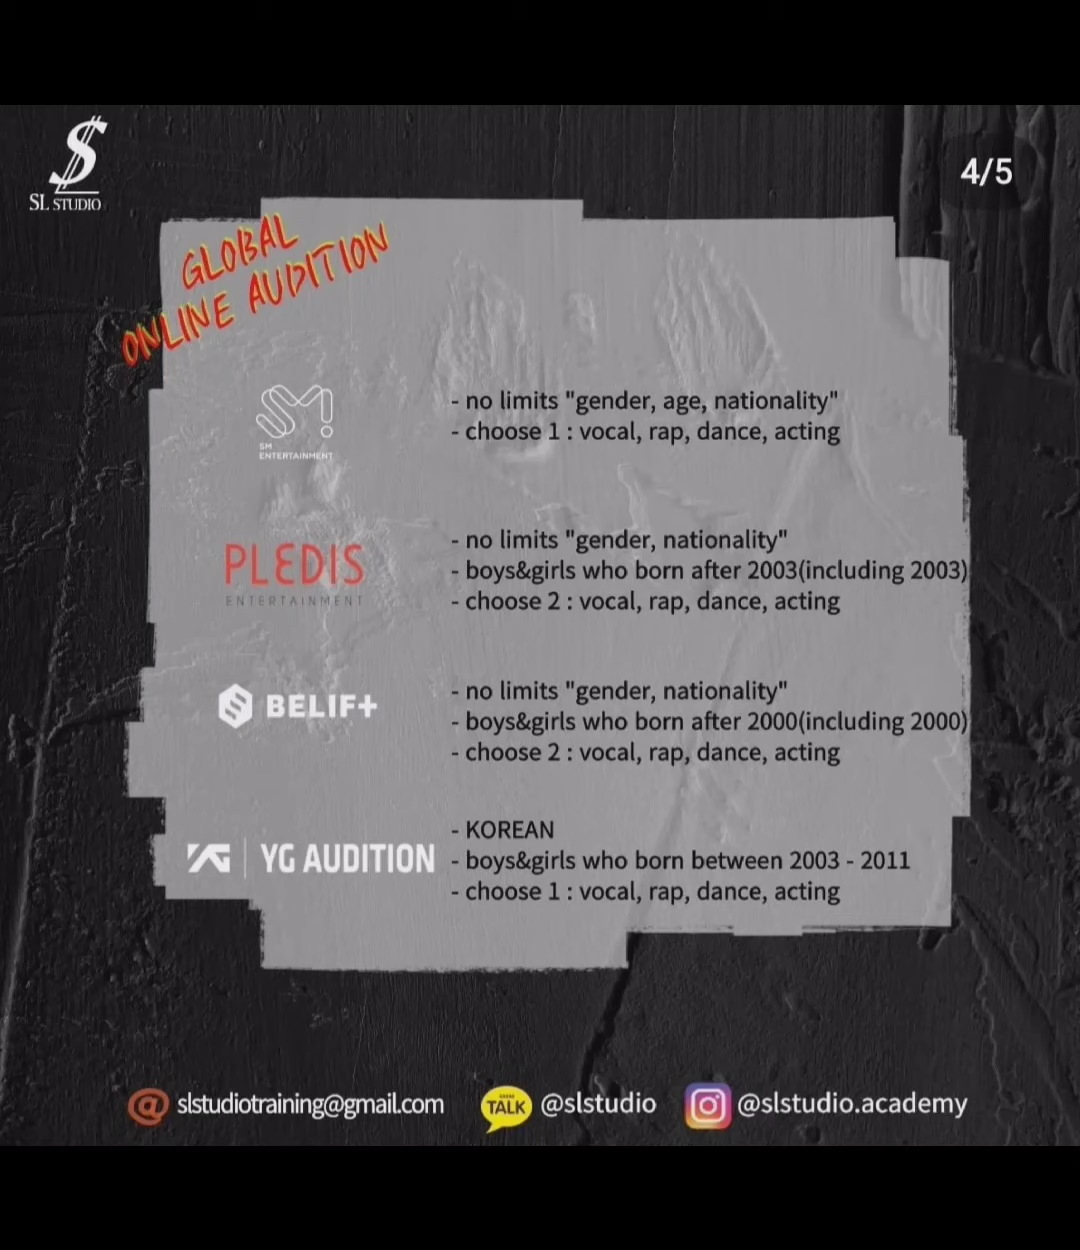 SL STUDIO
4/5
GLOBAL
ONLINE AUDITION
SM
ENTERTAINMENT
- no limits "gender, age, nationality"
- choose 1 : vocal, rap, dance, acting
PLEDIS
ENTERTAINMENT
- no limits "gender, nationality"
- boys&girls who born after 2003(including 2003)
- choose 2 : vocal, rap, dance, acting
BELIF+
- no limits "gender, nationality"
- boys&girls who born after 2000(including 2000)
- choose 2 : vocal, rap, dance, acting
YG | YG AUDITION
- KOREAN
- boys&girls who born between 2003 - 2011
- choose 1 : vocal, rap, dance, acting
@ slstudiotraining@gmail.com
TALK @slstudio
@slstudio.academy